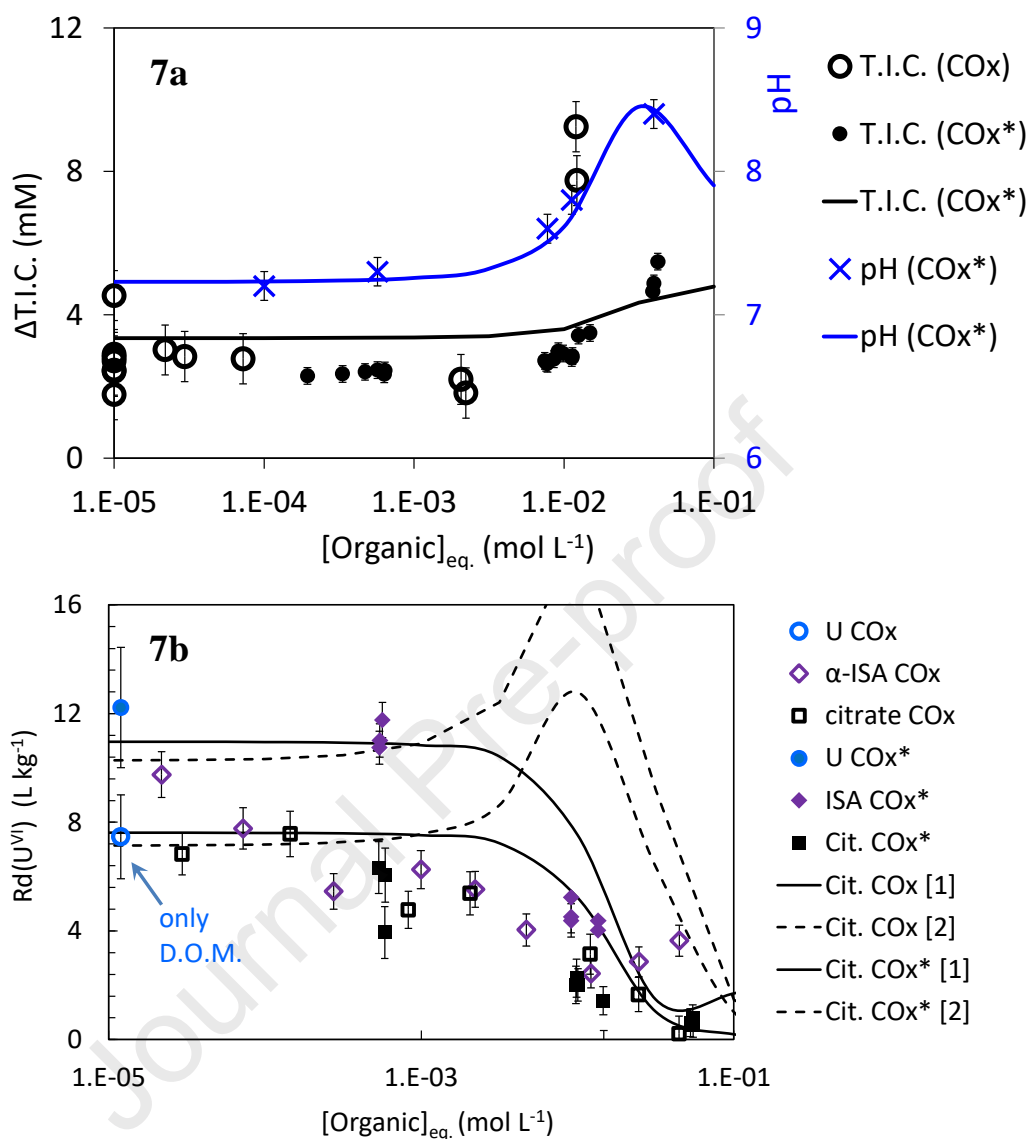 7a
12
8
4
0
ΔT.I.C. (mM)
9
8
7
6
pH
1.E-05 1.E-04 1.E-03 1.E-02 1.E-01
[Organic]eq. (mol L-1)
T.I.C. (COx)
T.I.C. (COx*)
T.I.C. (COx*)
pH (COx*)
pH (COx*)
7b
16
12
8
4
0
Rd(UVI) (L kg-1)
only
D.O.M.
1.E-05 1.E-03 1.E-01
[Organic]eq. (mol L-1)
U COx
α-ISA COx
citrate COx
U COx*
ISA COx*
Cit. COx*
Cit. COx [1]
Cit. COx [2]
Cit. COx* [1]
Cit. COx* [2]
Journal Pre-proof